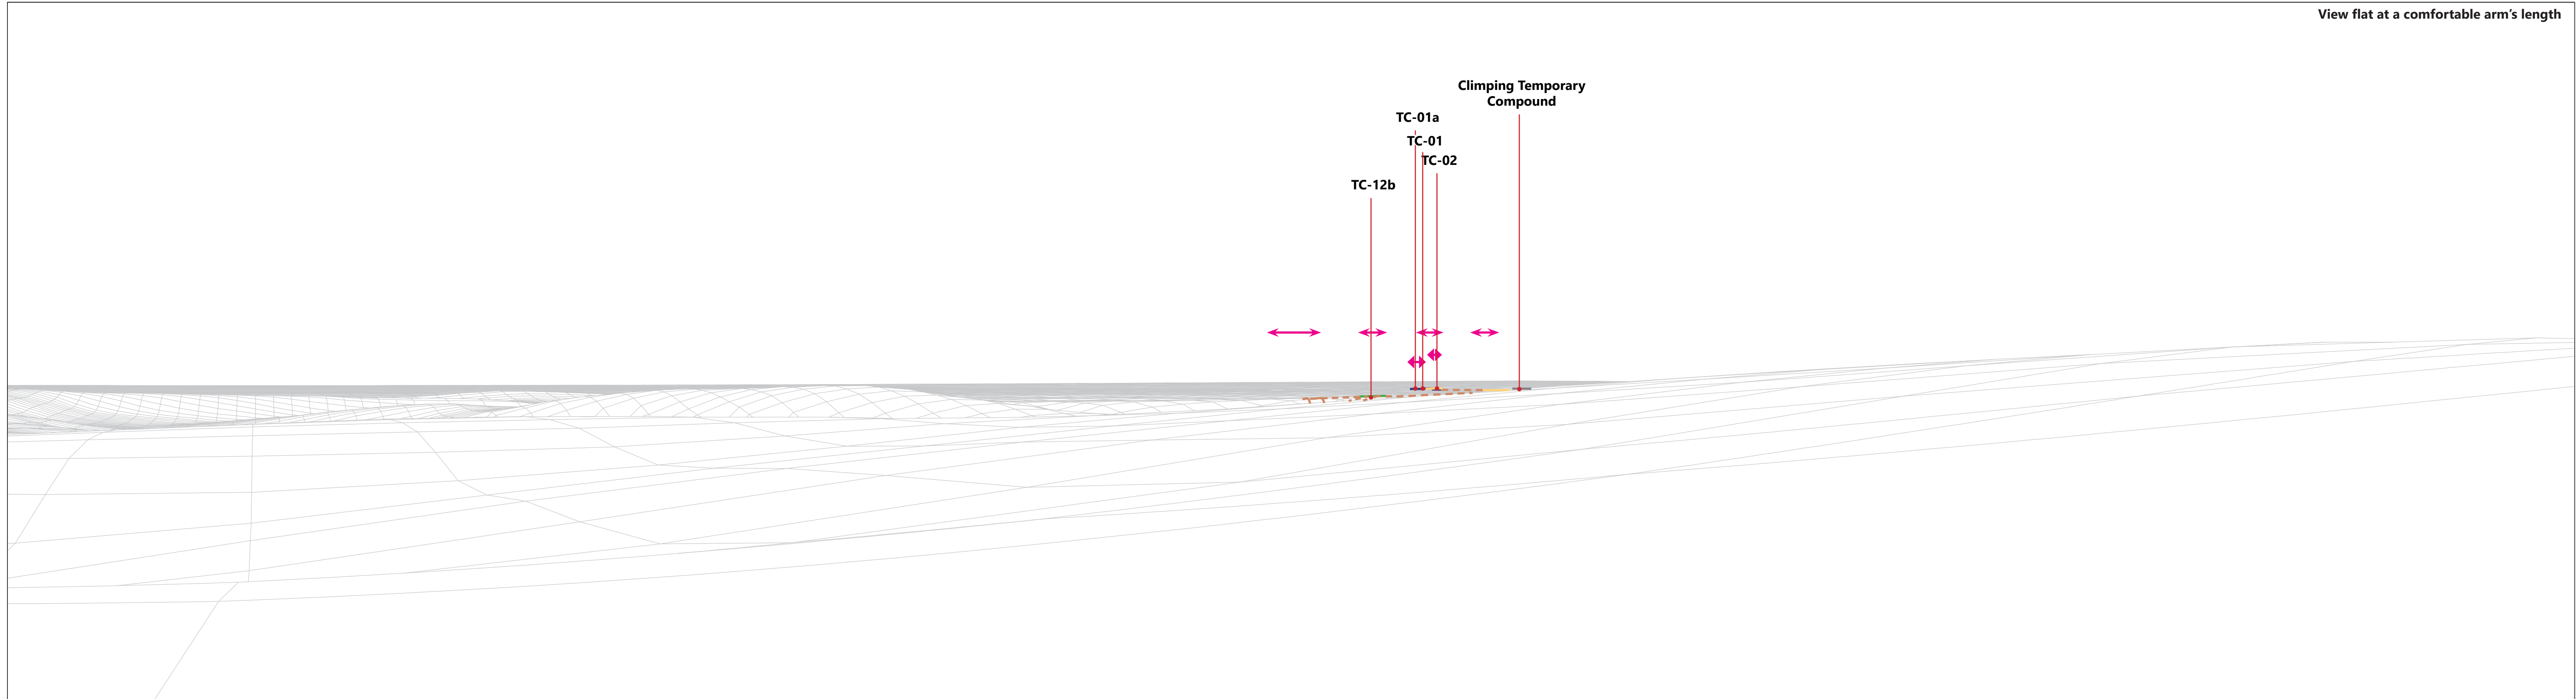 View flat at a comfortable arm's length
Climping Temporary
Compound
TC-01a
TC-01
TC-02
TC-12b